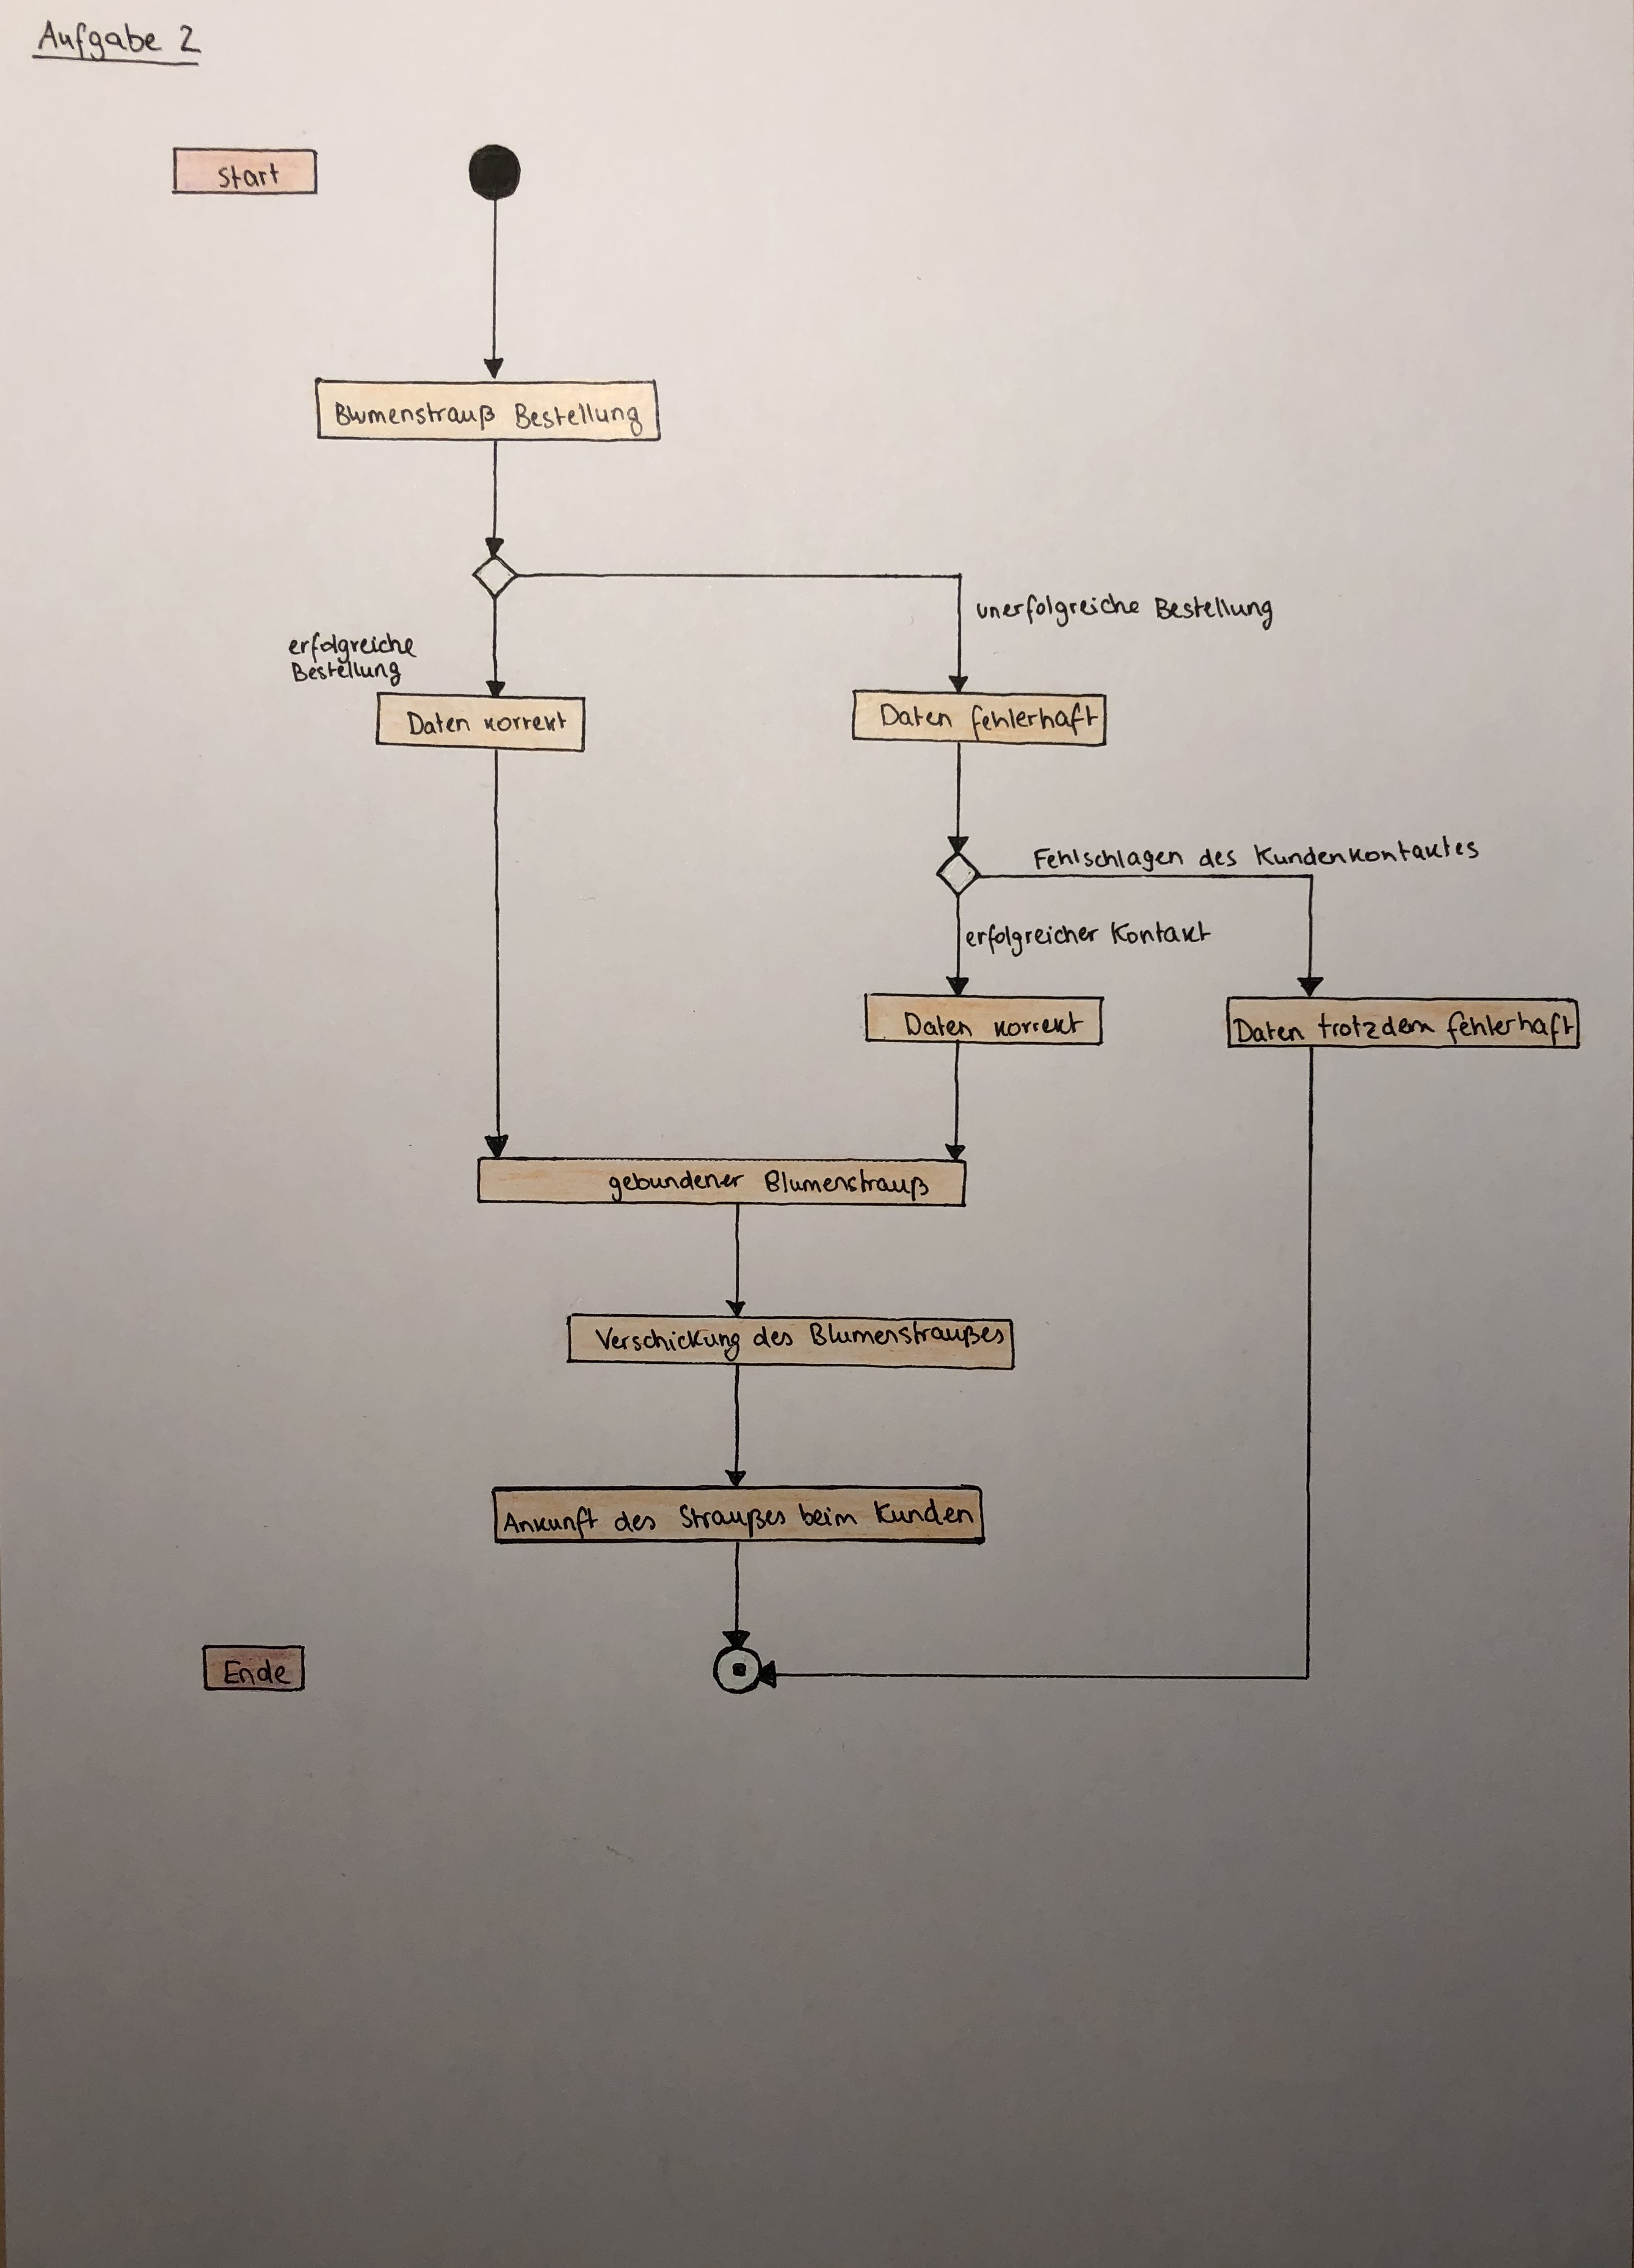 Aufgabe 2
Start
Blumenstrauß Bestellung
unerfolgreiche Bestellung
erfolgreiche
Bestellung
Daten korrekt
Daten fehlerhaft
Fehlschlagen des Kundenkontaktes
erfolgreicher Kontakt
Daten korrekt
Daten trotzdem fehlerhaft
gebundener Blumenstrauß
Verschickung des Blumenstraußes
Ankunft des Straußes beim Kunden
Ende